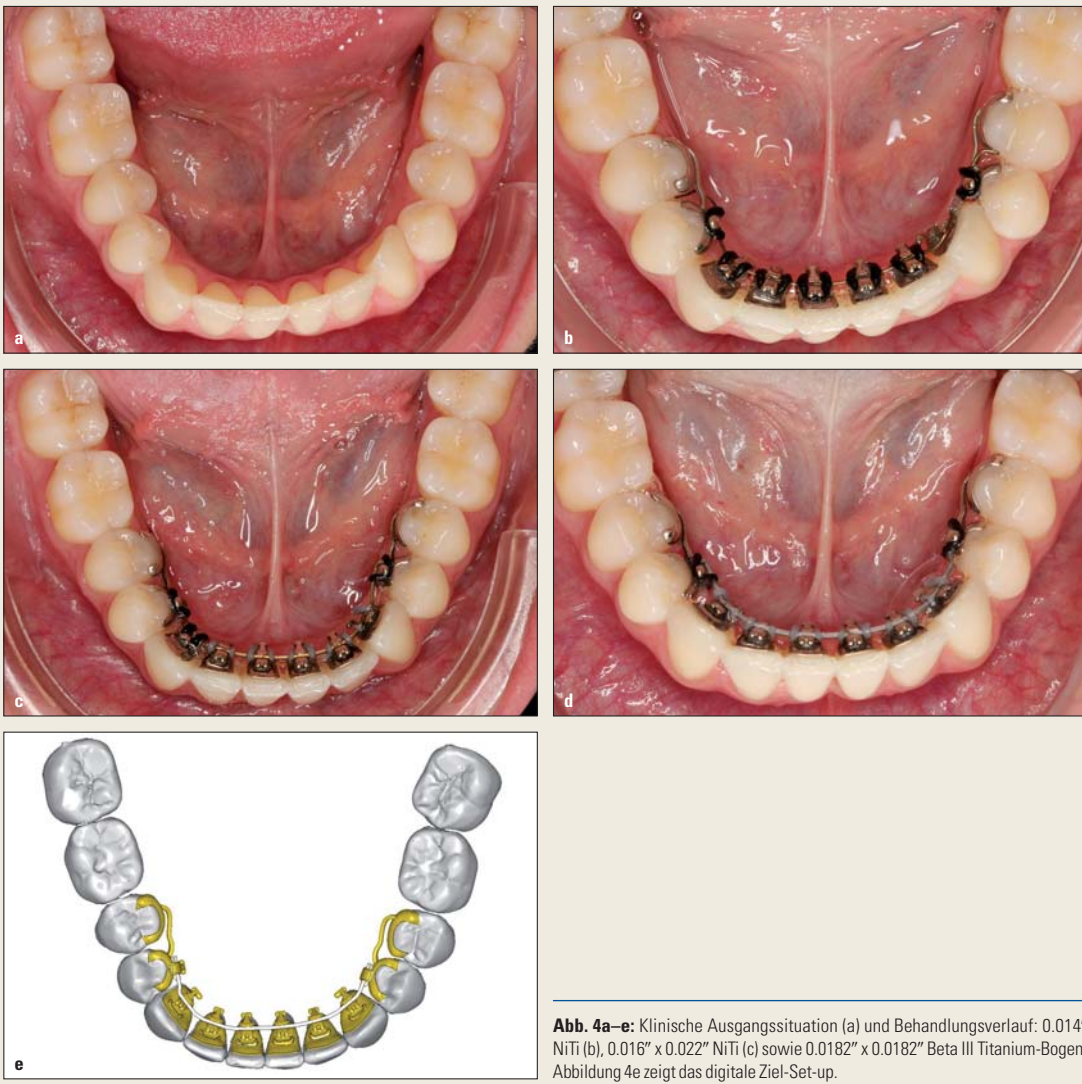 a
b
c
d
e
Abb. 4a–e: Klinische Ausgangssituation (a) und Behandlungsverlauf: 0.014″
NiTi (b), 0.016″ x 0.022″ NiTi (c) sowie 0.0182″ x 0.0182″ Beta III Titanium-Bogen
Abbildung 4e zeigt das digitale Ziel-Set-up.